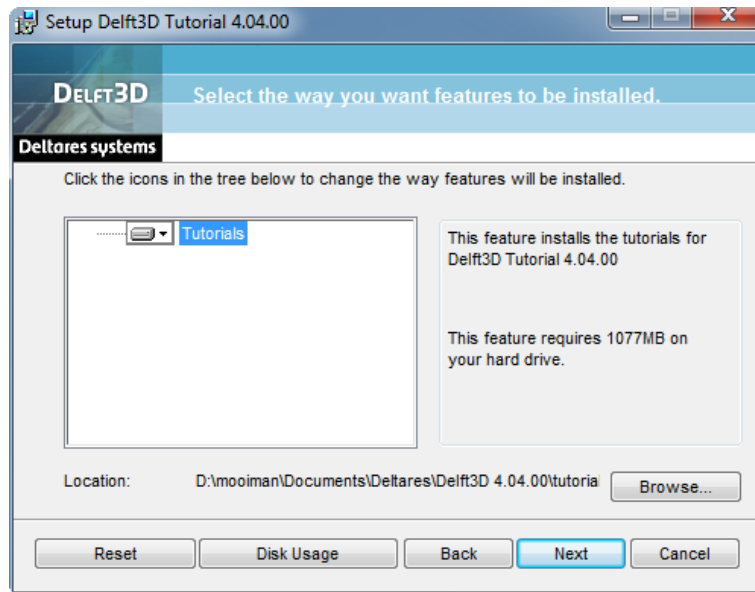 Setup Delft3D Tutorial 4.04.00
DELFT3D
Select the way you want features to be installed.
Deltares systems
Click the icons in the tree below to change the way features will be installed.
Tutorials
This feature installs the tutorials for
Delft3D Tutorial 4.04.00
This feature requires 1077MB on
your hard drive.
Location:
D:\mooiman\Documents\Deltares\Delft3D 4.04.00\tutorial
Browse...
Reset
Disk Usage
Back
Next
Cancel